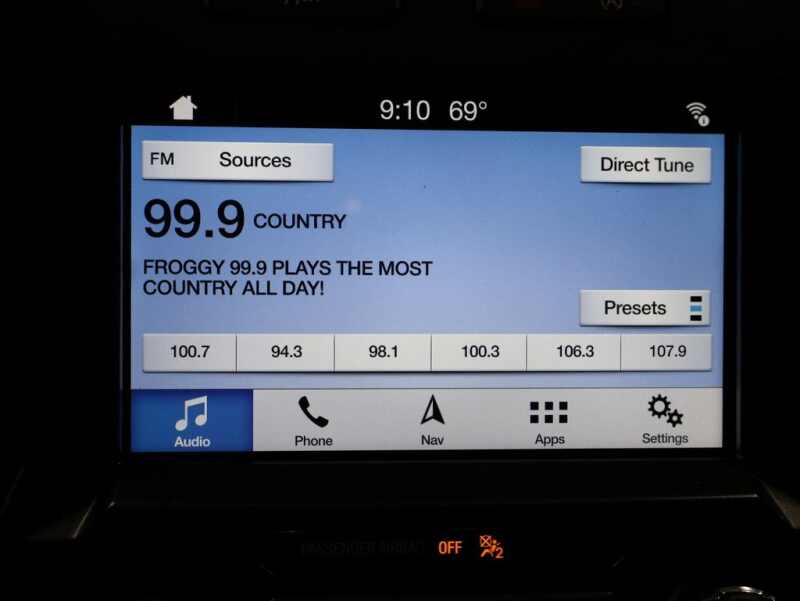 9:10 69°
FM Sources
Direct Tune
99.9 COUNTRY
FROGGY 99.9 PLAYS THE MOST
COUNTRY ALL DAY!
Presets
100.7 94.3 98.1 100.3 106.3 107.9
Audio Phone Nav Apps Settings
PASSENGER AIRBAG OFF 2